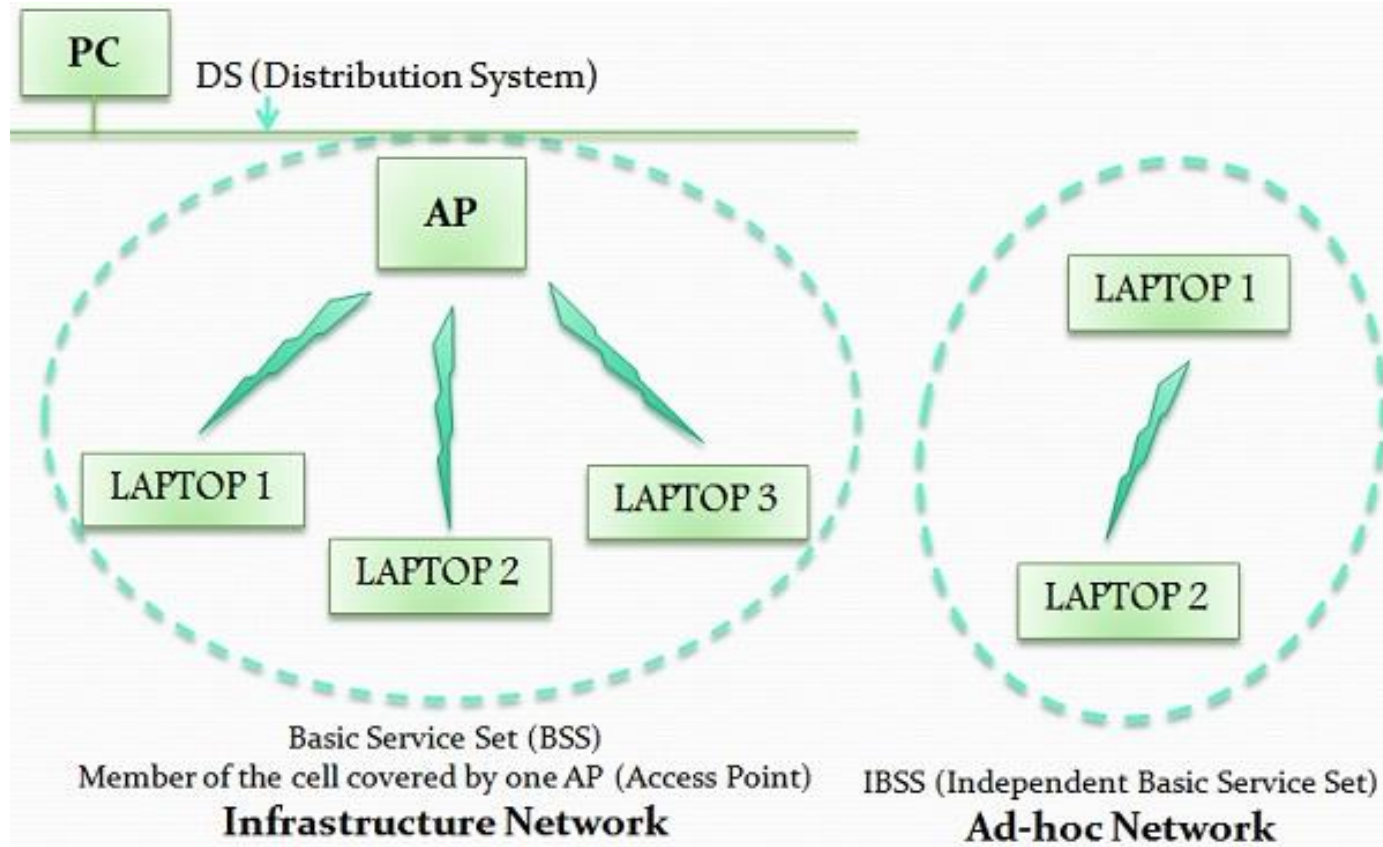 PC
DS (Distribution System)
AP
LAPTOP 1
LAPTOP 2
LAPTOP 3
Basic Service Set (BSS)
Member of the cell covered by one AP (Access Point)
Infrastructure Network
LAPTOP 1
LAPTOP 2
IBSS (Independent Basic Service Set)
Ad-hoc Network